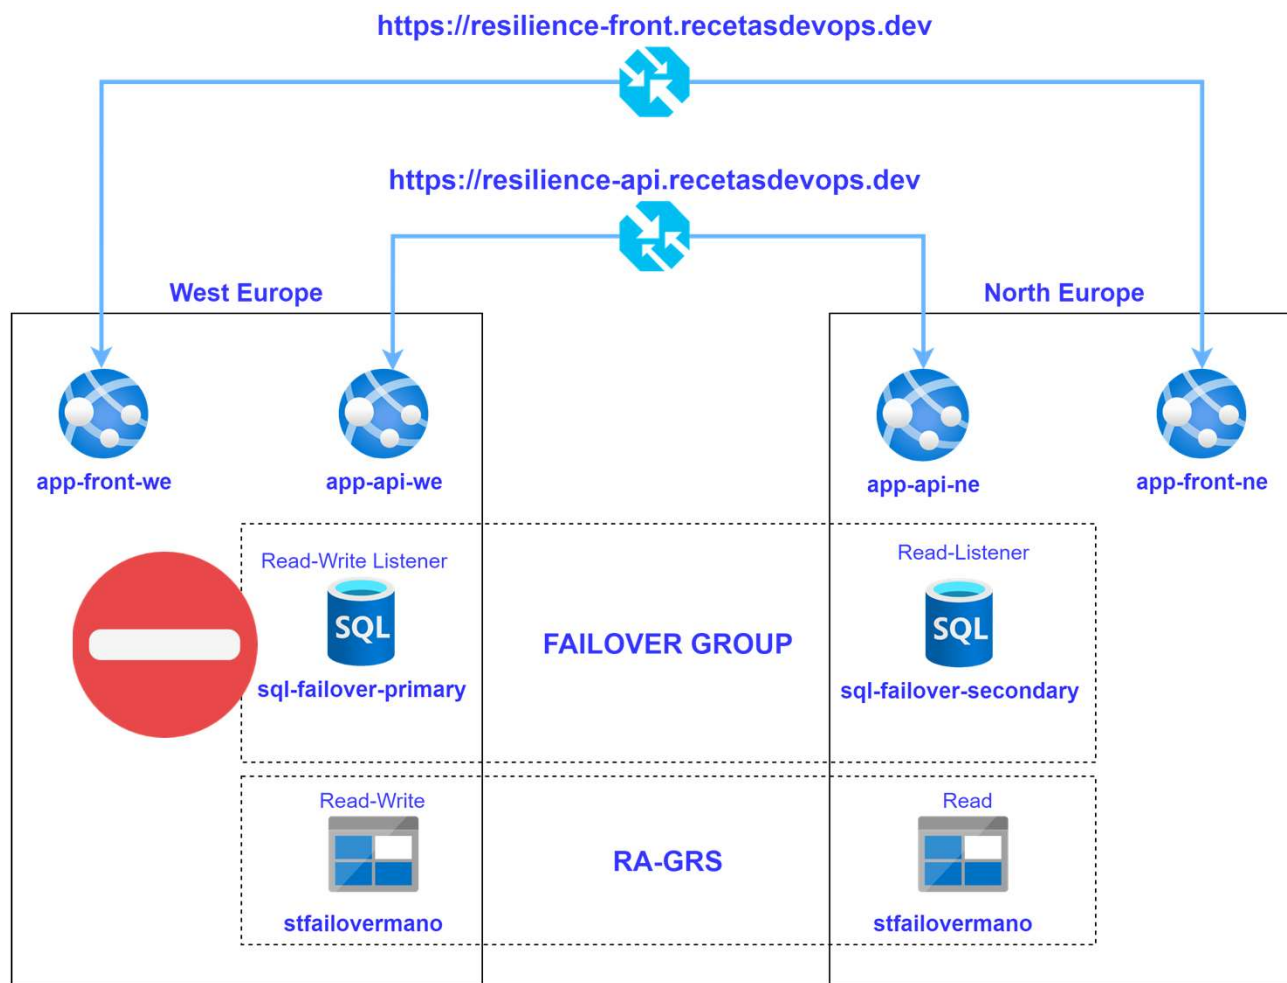 https://resilience-front.recetasdevops.dev
https://resilience-api.recetasdevops.dev
West Europe
North Europe
app-front-we
app-api-we
app-api-ne
app-front-ne
Read-Write Listener
Read-Listener
SQL
SQL
FAILOVER GROUP
sql-failover-primary
sql-failover-secondary
Read-Write
Read
RA-GRS
stfailovermano
stfailovermano